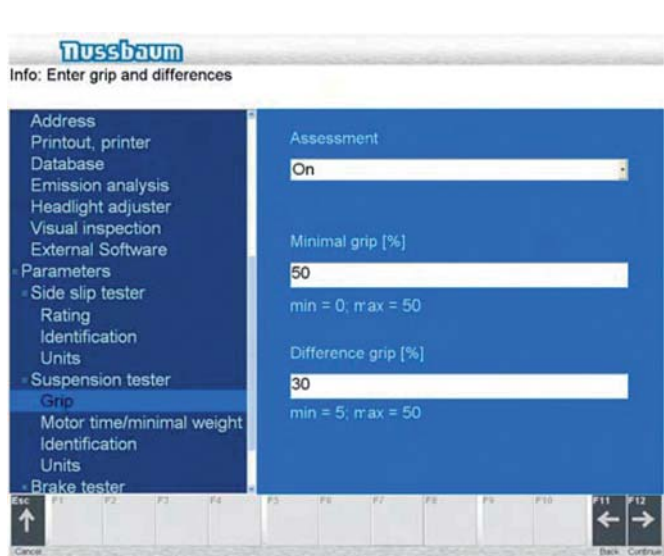 Nussbaum
Info: Enter grip and differences
Address
Printout, printer
Database
Emission analysis
Headlight adjuster
Visual inspection
External Software
Parameters
Side slip tester
Rating
Identification
Units
Suspension tester
Grip
Motor time/minimal weight
Identification
Units
Brake tester
Assessment
On
Minimal grip [%]
50
min = 0; max = 50
Difference grip [%]
30
min = 5; max = 50
Esc F1 F2 F3 F4 F5 F6 F7 F8 F9 F10 F11 F12
Cancel Back Continue